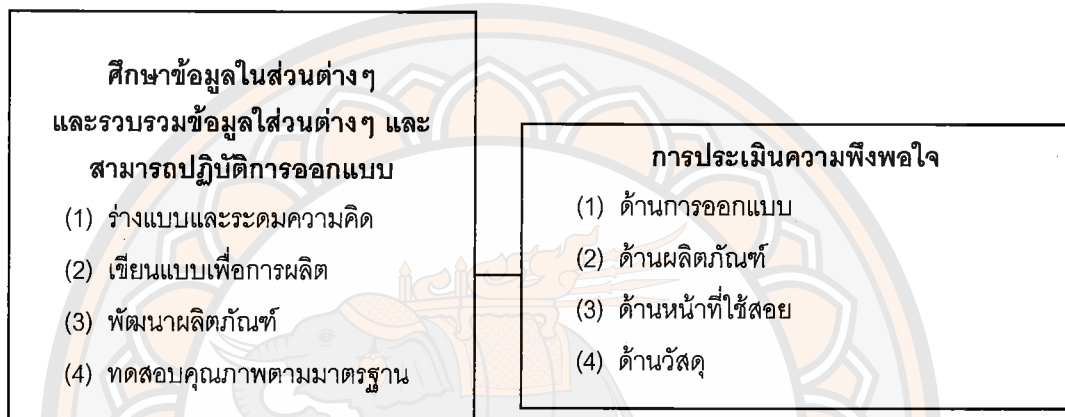 ศึกษาข้อมูลในส่วนต่างๆ
และรวบรวมข้อมูลใส่วนต่างๆ และ
สามารถปฏิบัติการออกแบบ
(1) ร่างแบบและระดมความคิด
(2) เขียนแบบเพื่อการผลิต
(3) พัฒนาผลิตภัณฑ์
(4) ทดสอบคุณภาพตามมาตรฐาน
การประเมินความพึงพอใจ
(1) ด้านการออกแบบ
(2) ด้านผลิตภัณฑ์
(3) ด้านหน้าที่ใช้สอย
(4) ด้านวัสดุ